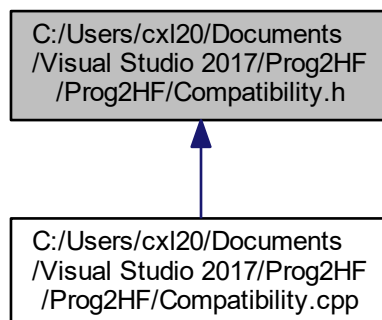 C:/Users/cxl20/Documents
/Visual Studio 2017/Prog2HF
/Prog2HF/Compatibility.h
C:/Users/cxl20/Documents
/Visual Studio 2017/Prog2HF
/Prog2HF/Compatibility.cpp